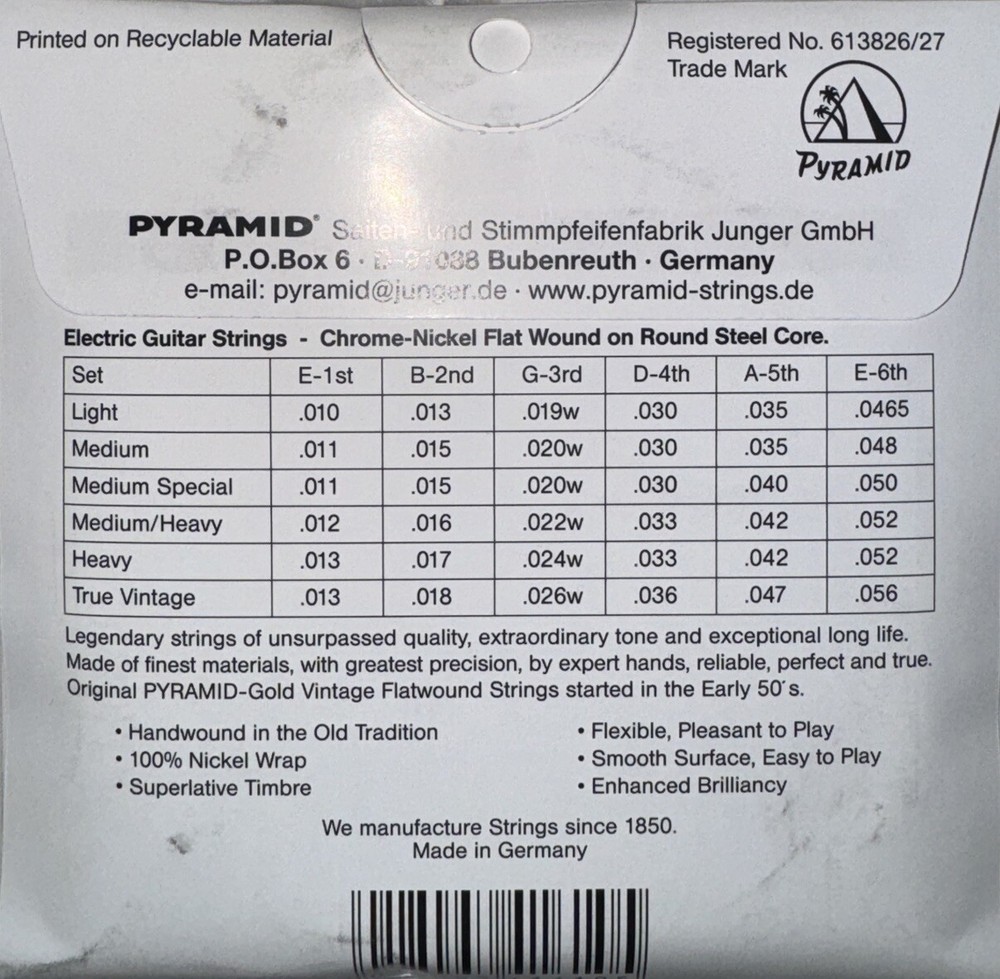 Printed on Recyclable Material
Registered No. 613826/27
Trade Mark
PYRAMID
PYRAMID® Saiten- und Stimmpfeifenfabrik Junger GmbH
P.O.Box 6 · D-91088 Bubenreuth · Germany
e-mail: pyramid@junger.de · www.pyramid-strings.de
Electric Guitar Strings - Chrome-Nickel Flat Wound on Round Steel Core.
Set E-1st B-2nd G-3rd D-4th A-5th E-6th
Light .010 .013 .019w .030 .035 .0465
Medium .011 .015 .020w .030 .035 .048
Medium Special .011 .015 .020w .030 .040 .050
Medium/Heavy .012 .016 .022w .033 .042 .052
Heavy .013 .017 .024w .033 .042 .052
True Vintage .013 .018 .026w .036 .047 .056
Legendary strings of unsurpassed quality, extraordinary tone and exceptional long life.
Made of finest materials, with greatest precision, by expert hands, reliable, perfect and true.
Original PYRAMID-Gold Vintage Flatwound Strings started in the Early 50´s.
• Handwound in the Old Tradition
• 100% Nickel Wrap
• Superlative Timbre
• Flexible, Pleasant to Play
• Smooth Surface, Easy to Play
• Enhanced Brilliancy
We manufacture Strings since 1850.
Made in Germany